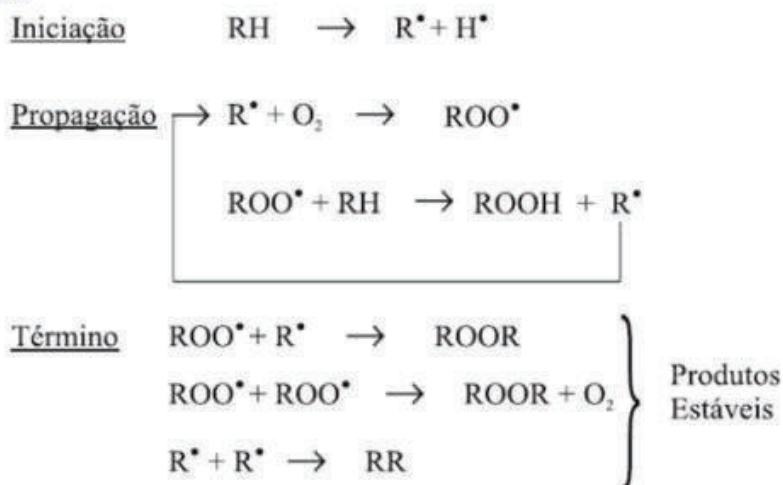 Iniciação RH → R• + H•
Propagação → R• + O₂ → ROO•
ROO• + RH → ROOH + R•
Término ROO• + R• → ROOR
ROO• + ROO• → ROOR + O₂
R• + R• → RR
Produtos
Estáveis